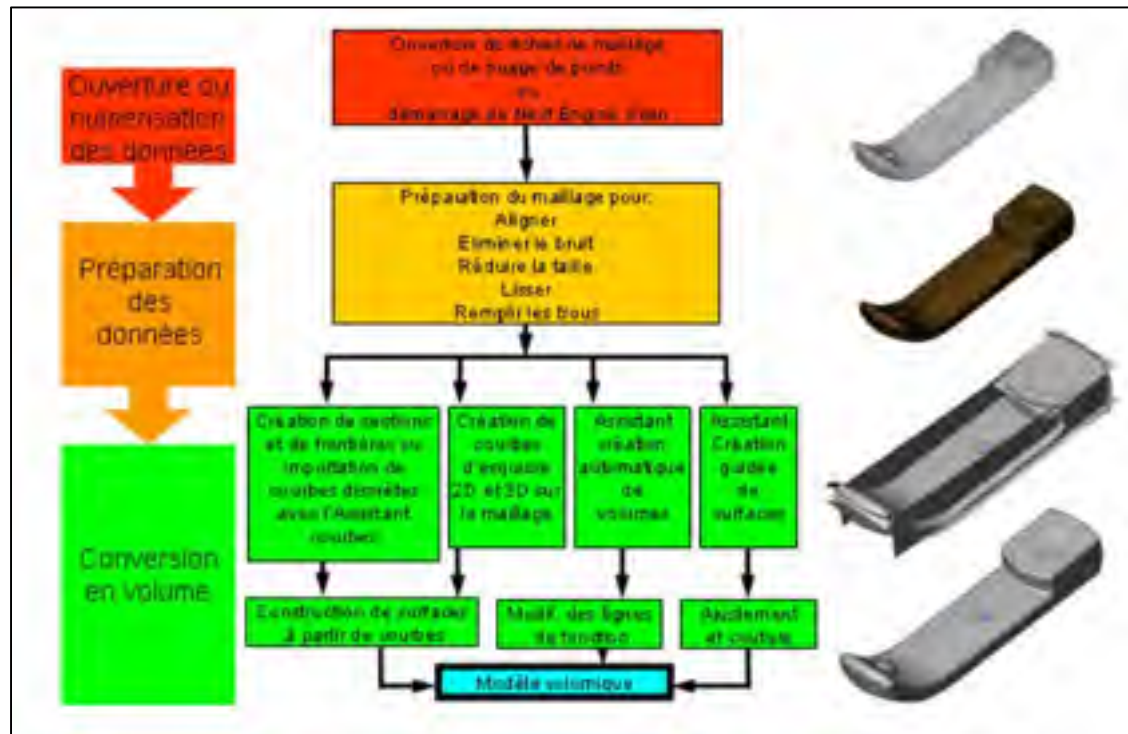 Ouverture ou
numérisation
des données
Ouverture du fichier de maillage
ou de nuage de points
ou
démarrage de Next Engine Scan
Préparation
des
données
Préparation du maillage pour:
Aligner
Eliminer le bruit
Réduire la taille
Lisser
Remplir les trous
Conversion
en volume
Création de sections
et de frontières ou
importation de
courbes discrètes
avec l'Assistant
courbes
Création de
courbes
d'esquisse
2D et 3D sur
le maillage
Assistant
création
automatique
de
volumes
Assistant
Création
guidée
de
surfaces
Construction de surfaces
à partir de courbes
Modif. des lignes
de fonction
Ajustement
et couture
Modèle volumique